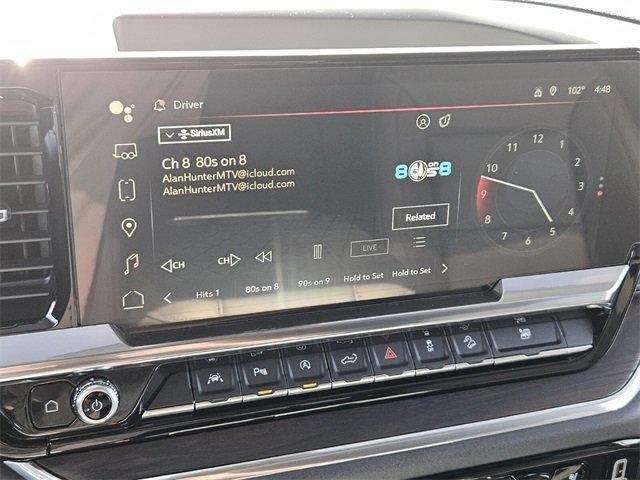 Driver
102° 4:48
SiriusXM
Ch 8 80s on 8
AlanHunterMTV@icloud.com
AlanHunterMTV@icloud.com
8 on 80s 8
Related
CH CH LIVE
Hits 1 80s on 8 90s on 9 Hold to Set Hold to Set
12
11 1
10 2
9 3
8 4
7 5
6
P
A